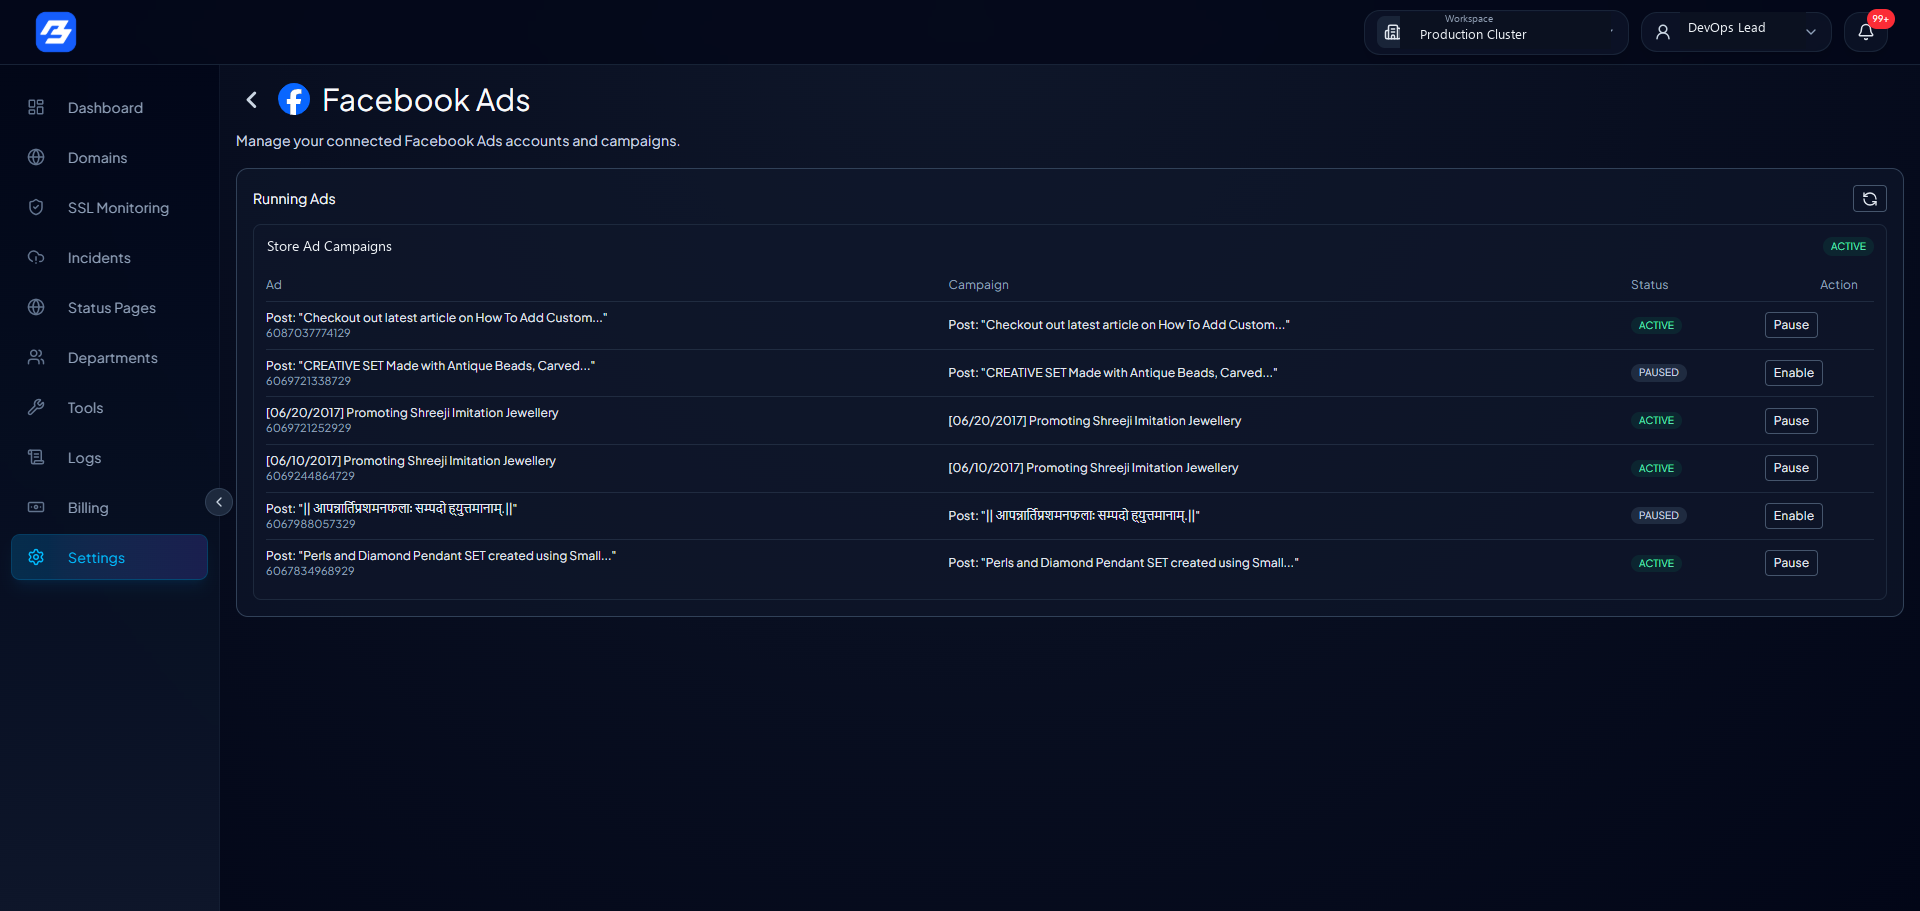 Workspace
Production Cluster
DevOps Lead
99+
Dashboard
Domains
SSL Monitoring
Incidents
Status Pages
Departments
Tools
Logs
Billing
Settings
Facebook Ads
Manage your connected Facebook Ads accounts and campaigns.
Running Ads
Store Ad Campaigns
ACTIVE
Ad Campaign Status Action
Post: "Checkout out latest article on How To Add Custom..."
6087037774129
Post: "Checkout out latest article on How To Add Custom..."
ACTIVE
Pause
Post: "CREATIVE SET Made with Antique Beads, Carved..."
6069721338729
Post: "CREATIVE SET Made with Antique Beads, Carved..."
PAUSED
Enable
[06/20/2017] Promoting Shreeji Imitation Jewellery
6069721252929
[06/20/2017] Promoting Shreeji Imitation Jewellery
ACTIVE
Pause
[06/10/2017] Promoting Shreeji Imitation Jewellery
6069244864729
[06/10/2017] Promoting Shreeji Imitation Jewellery
ACTIVE
Pause
Post: "|| आपन्नार्तिप्रशमनफलाः सम्पदो ह्युत्तमानाम्.||"
6067988057329
Post: "|| आपन्नार्तिप्रशमनफलाः सम्पदो ह्युत्तमानाम्.||"
PAUSED
Enable
Post: "Perls and Diamond Pendant SET created using Small..."
6067834968929
Post: "Perls and Diamond Pendant SET created using Small..."
ACTIVE
Pause